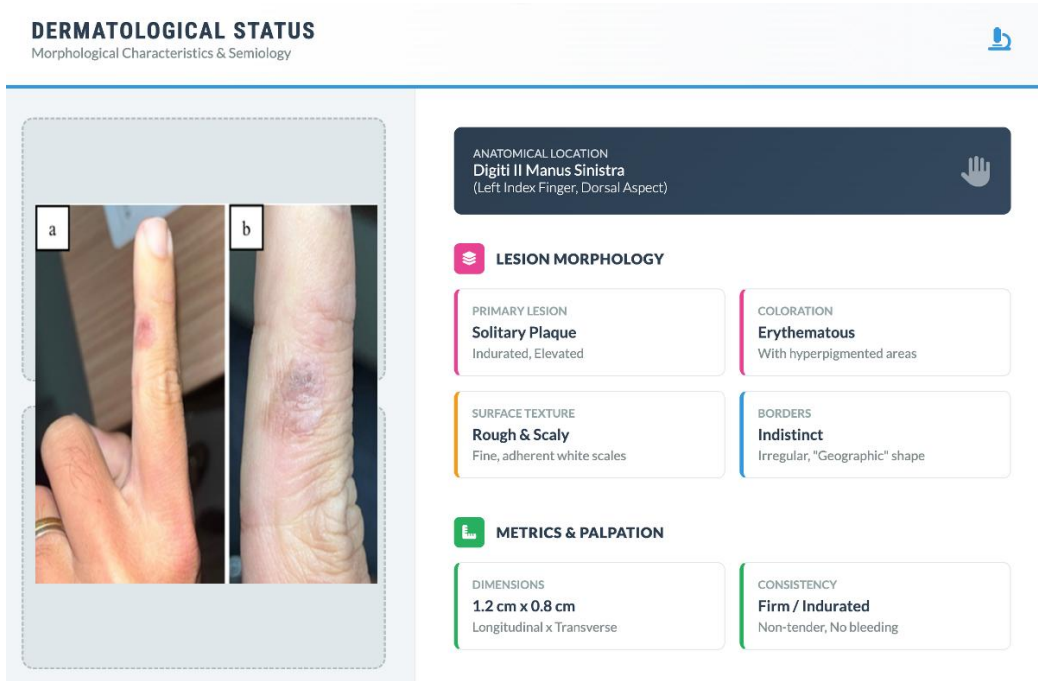 DERMATOLOGICAL STATUS
Morphological Characteristics & Semiology
a
b
ANATOMICAL LOCATION
Digiti II Manus Sinistra
(Left Index Finger, Dorsal Aspect)
LESION MORPHOLOGY
PRIMARY LESION
Solitary Plaque
Indurated, Elevated
COLORATION
Erythematous
With hyperpigmented areas
SURFACE TEXTURE
Rough & Scaly
Fine, adherent white scales
BORDERS
Indistinct
Irregular, "Geographic" shape
METRICS & PALPATION
DIMENSIONS
1.2 cm x 0.8 cm
Longitudinal x Transverse
CONSISTENCY
Firm / Indurated
Non-tender, No bleeding